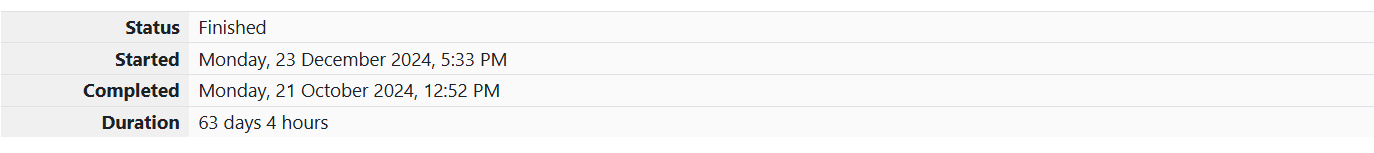 Status Finished
Started Monday, 23 December 2024, 5:33 PM
Completed Monday, 21 October 2024, 12:52 PM
Duration 63 days 4 hours